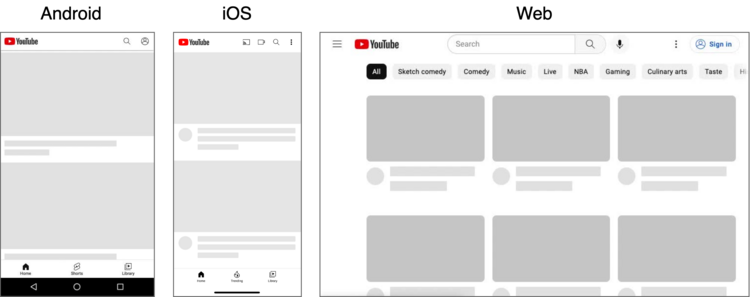 Android
iOS
Web
YouTube
Home
Shorts
Library
YouTube
Home
Trending
Library
YouTube
Search
Sign in
All
Sketch comedy
Comedy
Music
Live
NBA
Gaming
Culinary arts
Taste
Hi